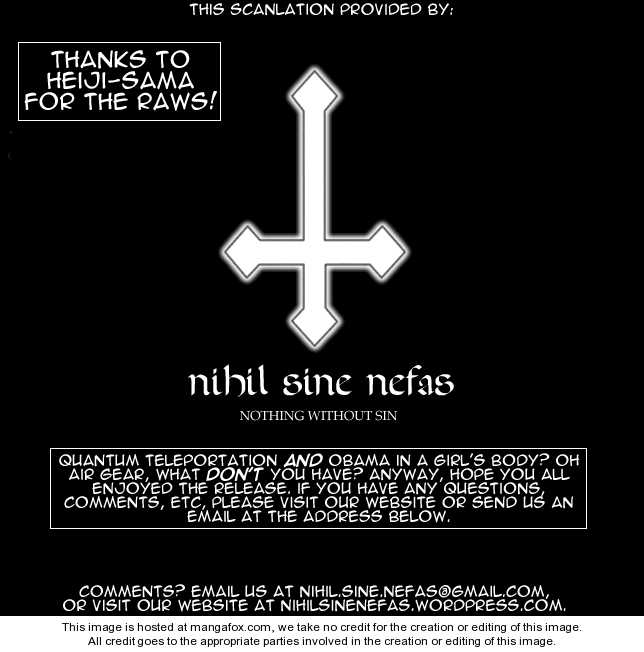 THIS SCANLATION PROVIDED BY:
THANKS TO
HEIJI-SAMA
FOR THE RAWS!
nihil sine nefas
NOTHING WITHOUT SIN
QUANTUM TELEPORTATION AND OBAMA IN A GIRL'S BODY? OH
AIR GEAR, WHAT DON'T YOU HAVE? ANYWAY, HOPE YOU ALL
ENJOYED THE RELEASE. IF YOU HAVE ANY QUESTIONS,
COMMENTS, ETC, PLEASE VISIT OUR WEBSITE OR SEND US AN
EMAIL AT THE ADDRESS BELOW.
COMMENTS? EMAIL US AT NIHIL.SINE.NEFAS@GMAIL.COM,
OR VISIT OUR WEBSITE AT NIHILSINENEFAS.WORDPRESS.COM.
This image is hosted at mangafox.com, we take no credit for the creation or editing of this image.
All credit goes to the appropriate parties involved in the creation or editing of this image.